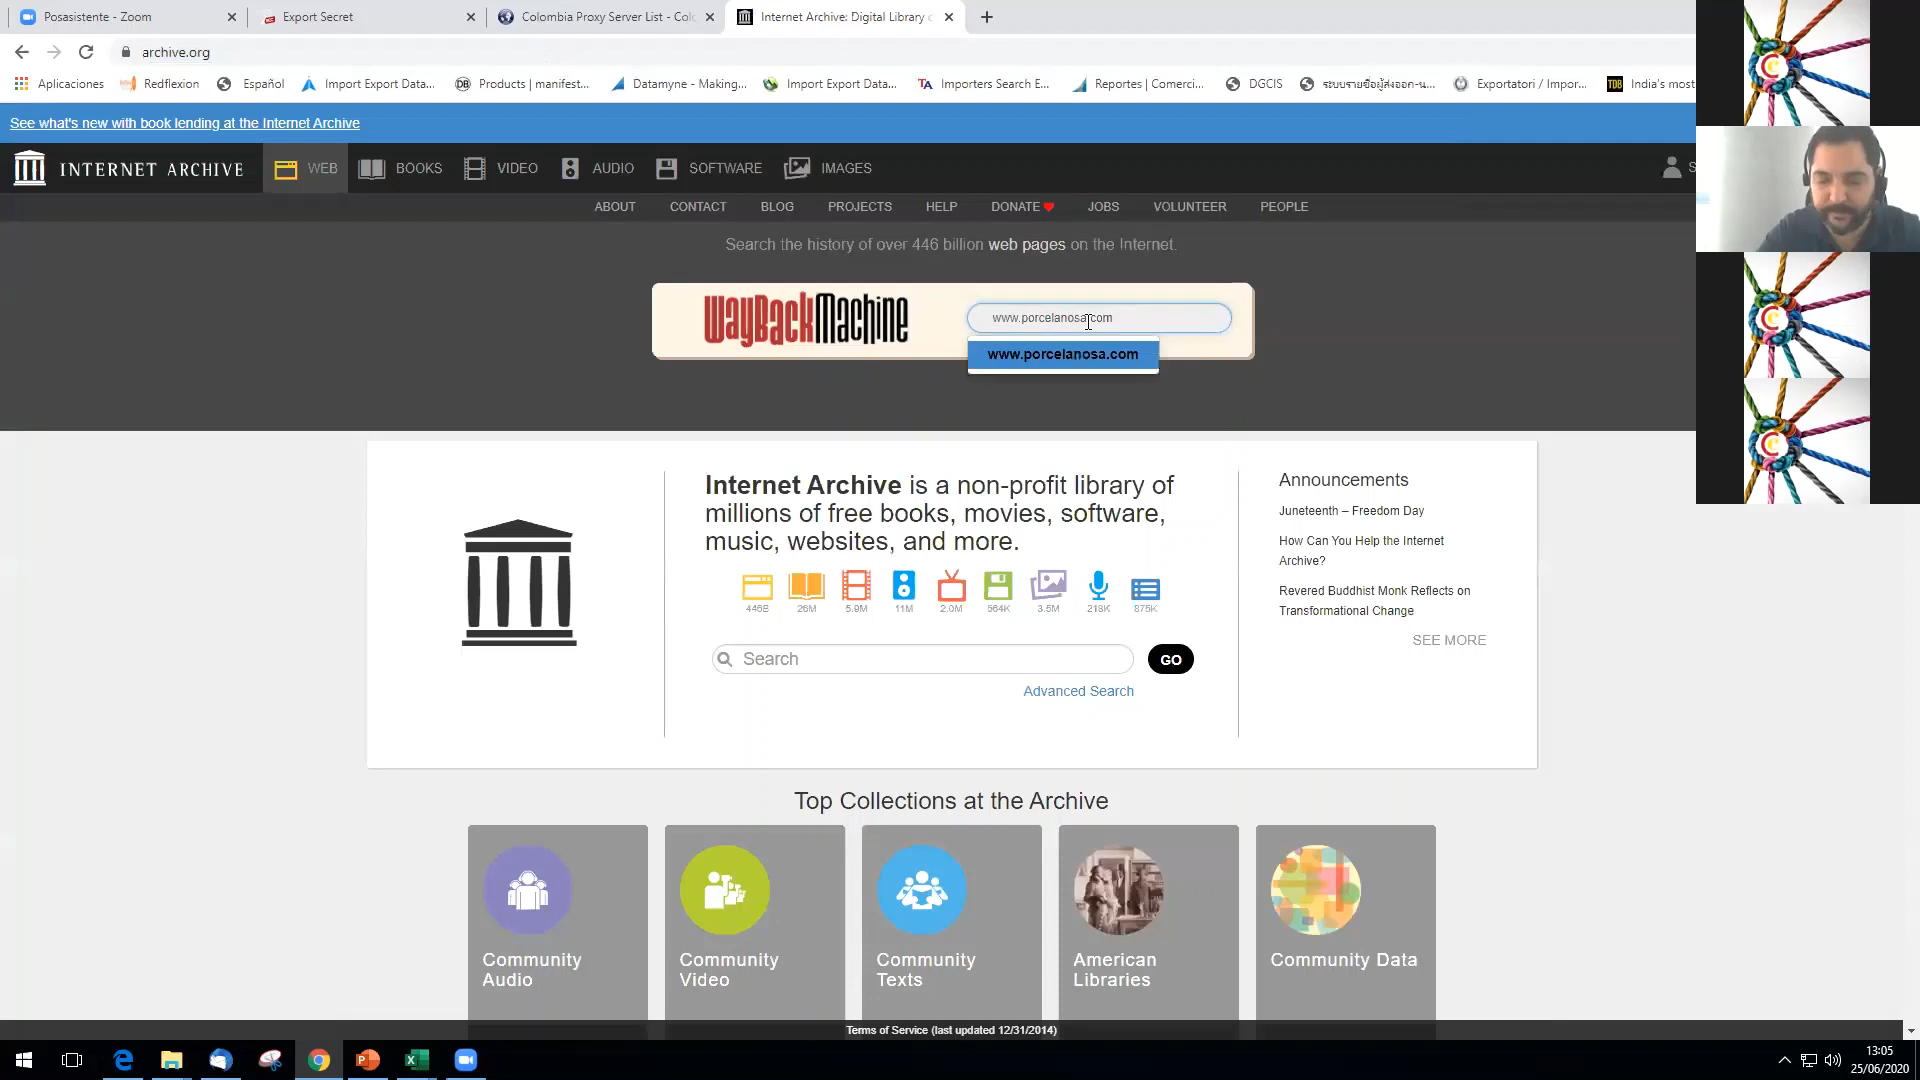 Posasistente - Zoom
Export Secret
Colombia Proxy Server List - Col
Internet Archive: Digital Library
archive.org
Aplicaciones
Redflexion
Español
Import Export Data...
DB Products | manifest...
Datamyne - Making...
Import Export Data...
TA Importers Search E...
Reportes | Comerci...
DGCIS
ระบบรายชื่อผู้ส่งออก-น...
Exportatori / Impor...
TDB India's most
See what's new with book lending at the Internet Archive
INTERNET ARCHIVE
WEB
BOOKS
VIDEO
AUDIO
SOFTWARE
IMAGES
ABOUT
CONTACT
BLOG
PROJECTS
HELP
DONATE
JOBS
VOLUNTEER
PEOPLE
Search the history of over 446 billion web pages on the Internet.
WayBackMachine
www.porcelanosa.com
www.porcelanosa.com
Internet Archive is a non-profit library of
millions of free books, movies, software,
music, websites, and more.
446B 26M 5.9M 11M 2.0M 564K 3.5M 218K 875K
Search
GO
Advanced Search
Announcements
Juneteenth – Freedom Day
How Can You Help the Internet
Archive?
Revered Buddhist Monk Reflects on
Transformational Change
SEE MORE
Top Collections at the Archive
Community
Audio
Community
Video
Community
Texts
American
Libraries
Community Data
Terms of Service (last updated 12/31/2014)
13:05
25/06/2020